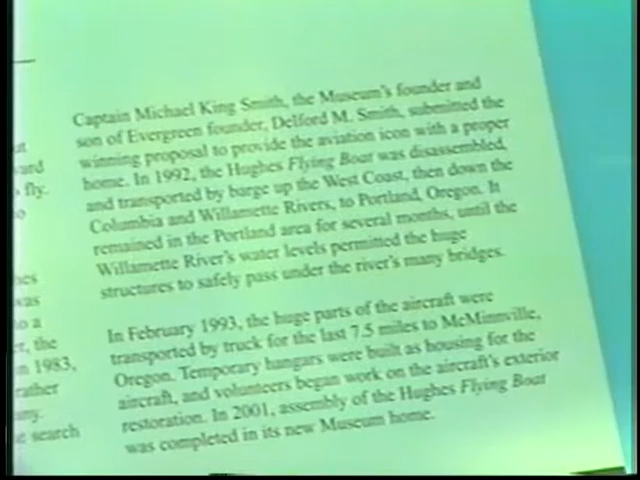 Captain Michael King Smith, the Museum's founder and
son of Evergreen founder, Delford M. Smith, submitted the
winning proposal to provide the aviation icon with a proper
home. In 1992, the Hughes Flying Boat was disassembled,
and transported by barge up the West Coast, then down the
Columbia and Willamette Rivers, to Portland, Oregon. It
remained in the Portland area for several months, until the
Willamette River's water levels permitted the huge
structures to safely pass under the river's many bridges.
In February 1993, the huge parts of the aircraft were
transported by truck for the last 7.5 miles to McMinnville,
Oregon. Temporary hangars were built as housing for the
aircraft, and volunteers began work on the aircraft's exterior
restoration. In 2001, assembly of the Hughes Flying Boat
was completed in its new Museum home.
fly.
to a
the
1983,
search